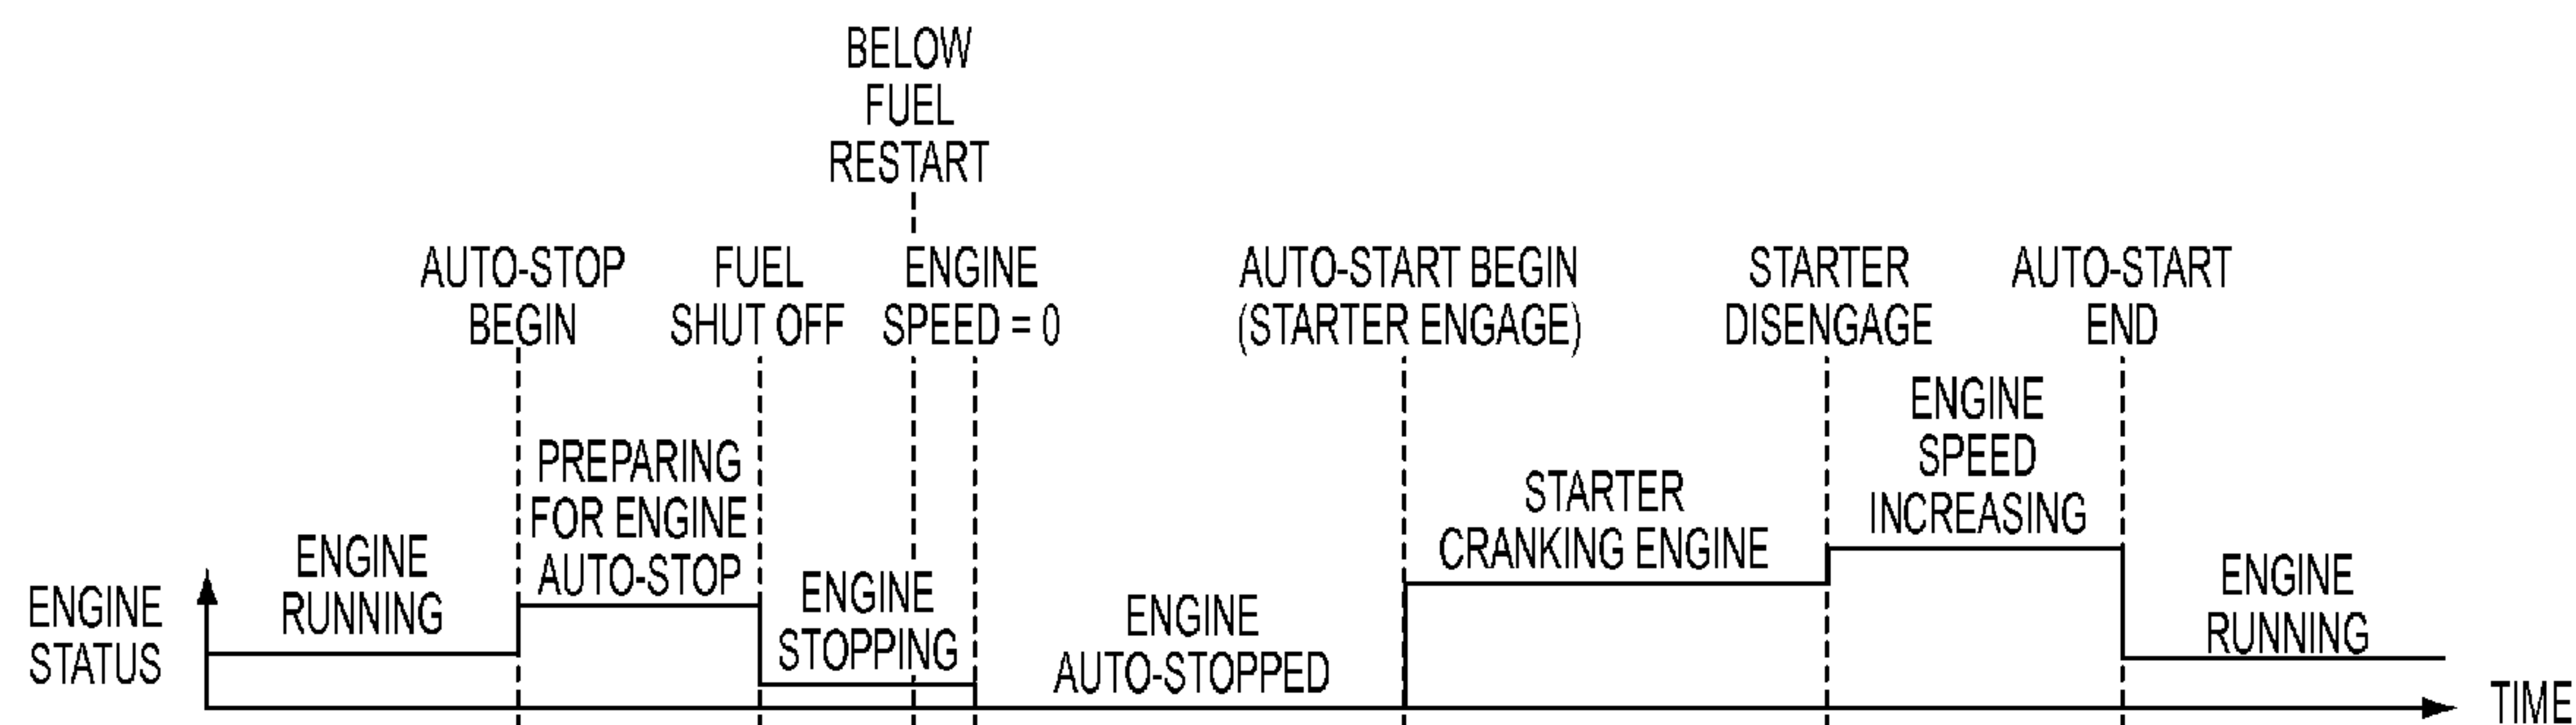 BELOW
FUEL
RESTART
AUTO-STOP
BEGIN
FUEL
SHUT OFF
ENGINE
SPEED = 0
AUTO-START BEGIN
(STARTER ENGAGE)
STARTER
DISENGAGE
AUTO-START
END
ENGINE
STATUS
ENGINE
RUNNING
PREPARING
FOR ENGINE
AUTO-STOP
ENGINE
STOPPING
ENGINE
AUTO-STOPPED
STARTER
CRANKING ENGINE
ENGINE
SPEED
INCREASING
ENGINE
RUNNING
TIME